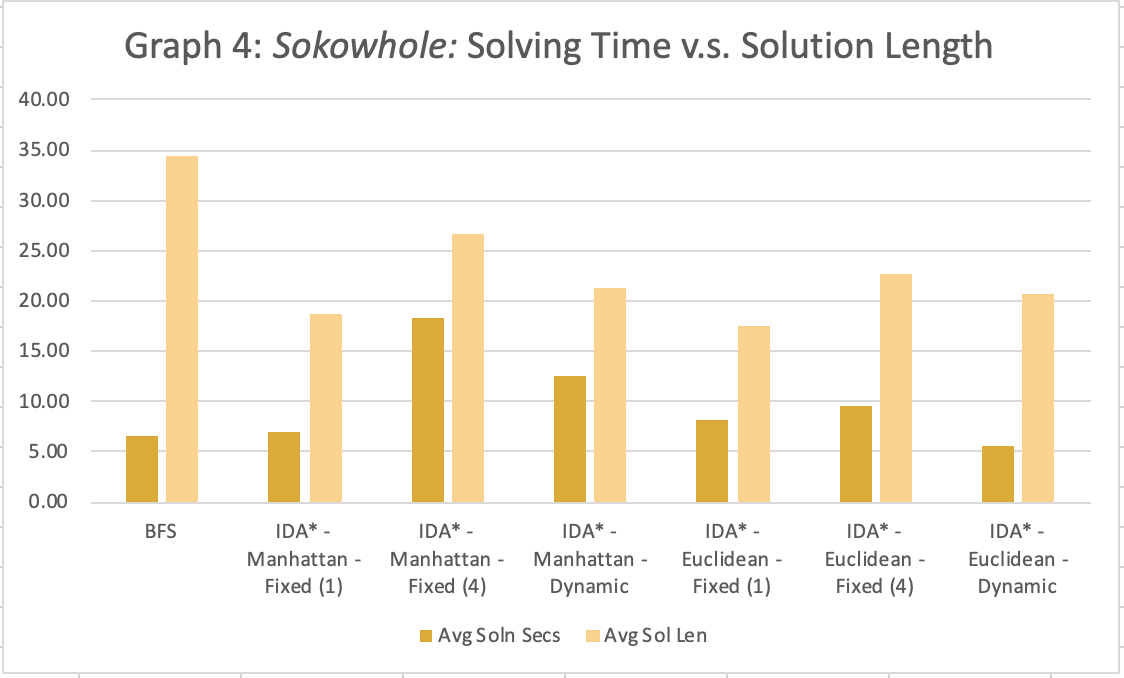 Graph 4: Sokowhole: Solving Time v.s. Solution Length
40.00
35.00
30.00
25.00
20.00
15.00
10.00
5.00
0.00
BFS
IDA* -
Manhattan -
Fixed (1)
IDA* -
Manhattan -
Fixed (4)
IDA* -
Manhattan -
Dynamic
IDA* -
Euclidean -
Fixed (1)
IDA* -
Euclidean -
Fixed (4)
IDA* -
Euclidean -
Dynamic
Avg Soln Secs
Avg Sol Len